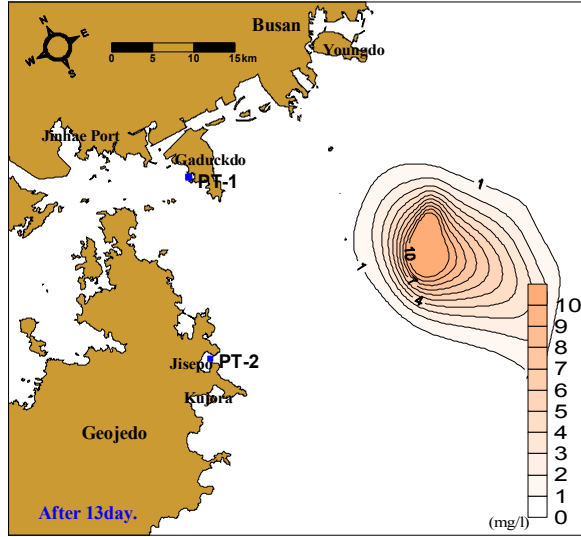 Busan
N
E
W
S
0 5 10 15km
Youngdo
Jinhae Port
Gaduckdo
PT-1
1
10
1
1
4
10
9
8
7
6
5
4
3
2
1
0
(mg/l)
Jisepo
PT-2
Kujora
Geojedo
After 13day.